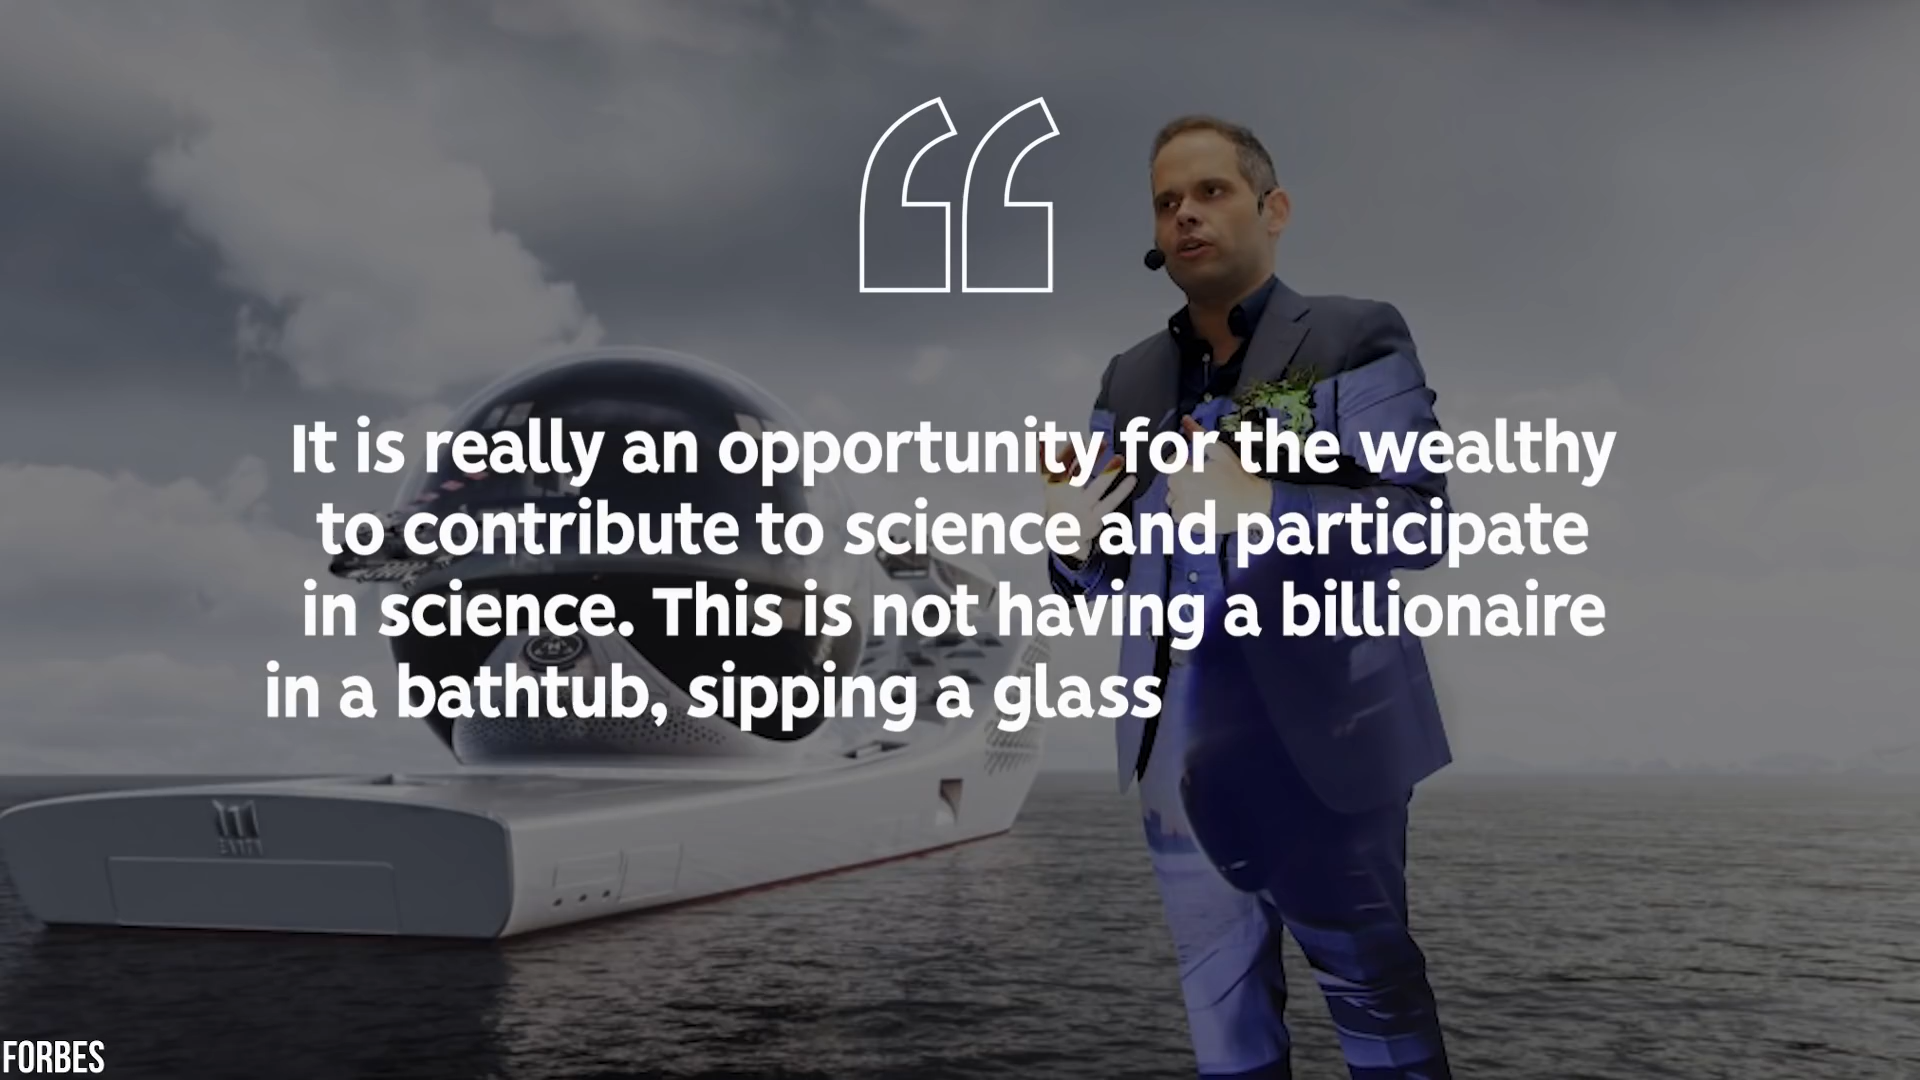 It is really an opportunity for the wealthy
to contribute to science and participate
in science. This is not having a billionaire
in a bathtub, sipping a glass
FORBES